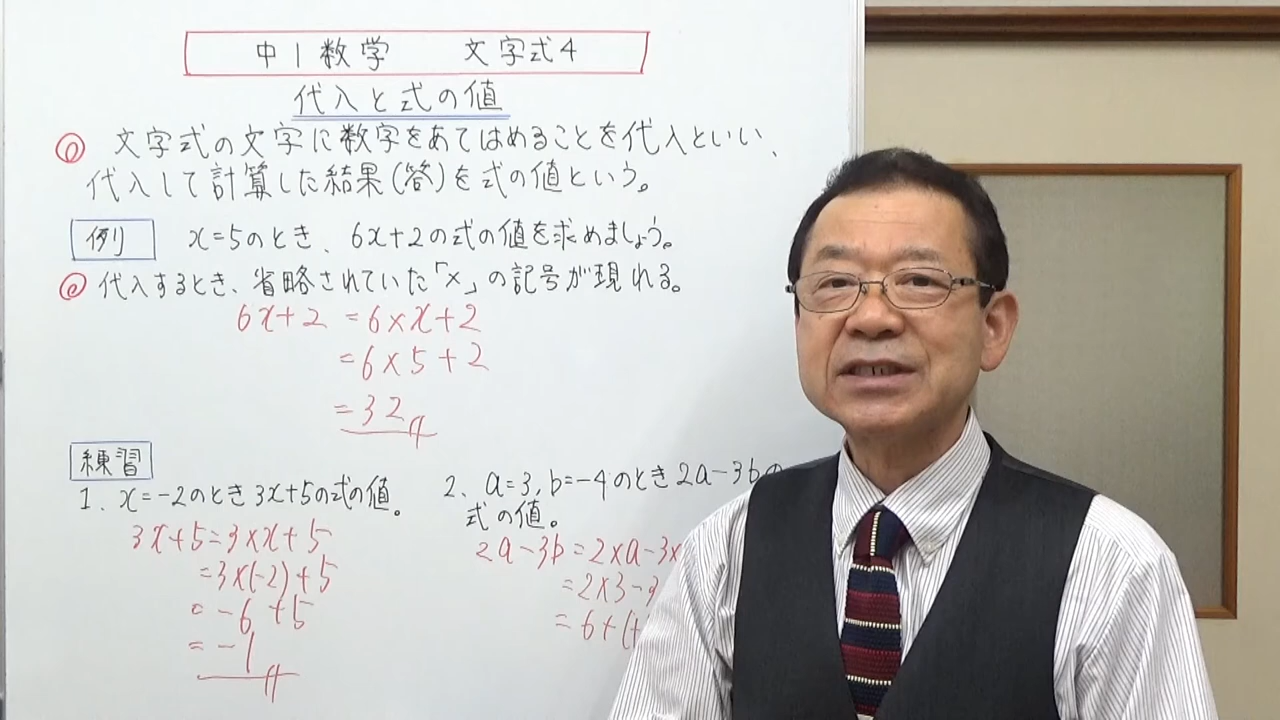 中1数学 文字式4
代入と式の値
◎ 文字式の文字に数字をあてはめることを代入といい、
代入して計算した結果(答)を式の値という。
例 x=5のとき、6x+2の式の値を求めましょう。
◎ 代入するとき、省略されていた「×」の記号が現れる。
6x+2=6×x+2
=6×5+2
=32
練習
1、x=-2のとき3x+5の式の値。
3x+5=3×x+5
=3×(-2)+5
=-6+5
=-1
2、a=3,b=-4のとき2a-3bの
式の値。
2a-3b=2×a-3×
=2×3-3
=6+(+